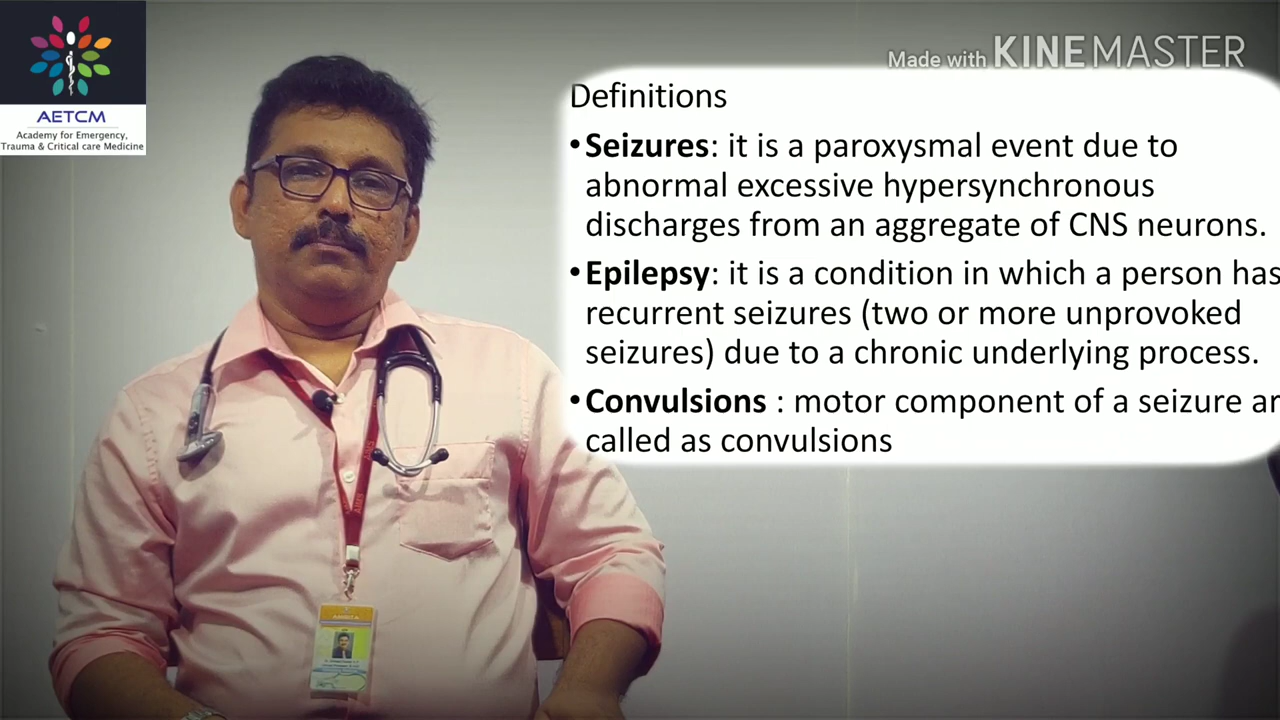 AETCM
Academy for Emergency,
Trauma & Critical care Medicine
Made with KINEMASTER
Definitions
•Seizures: it is a paroxysmal event due to
abnormal excessive hypersynchronous
discharges from an aggregate of CNS neurons.
•Epilepsy: it is a condition in which a person has
recurrent seizures (two or more unprovoked
seizures) due to a chronic underlying process.
•Convulsions : motor component of a seizure ar
called as convulsions
AIMS
AMRITA